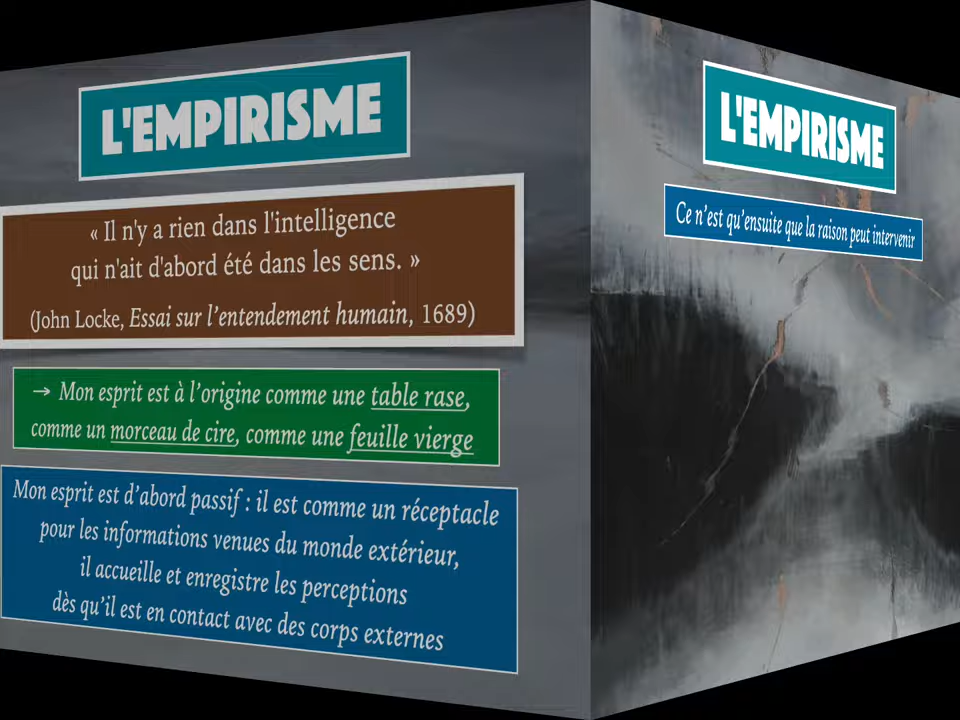 L'EMPIRISME
« Il n'y a rien dans l'intelligence
qui n'ait d'abord été dans les sens. »
(John Locke, Essai sur l’entendement humain, 1689)
→ Mon esprit est à l’origine comme une table rase,
comme un morceau de cire, comme une feuille vierge
Mon esprit est d’abord passif : il est comme un réceptacle
pour les informations venues du monde extérieur,
il accueille et enregistre les perceptions
dès qu’il est en contact avec des corps externes
L'EMPIRISME
Ce n’est qu’ensuite que la raison peut intervenir